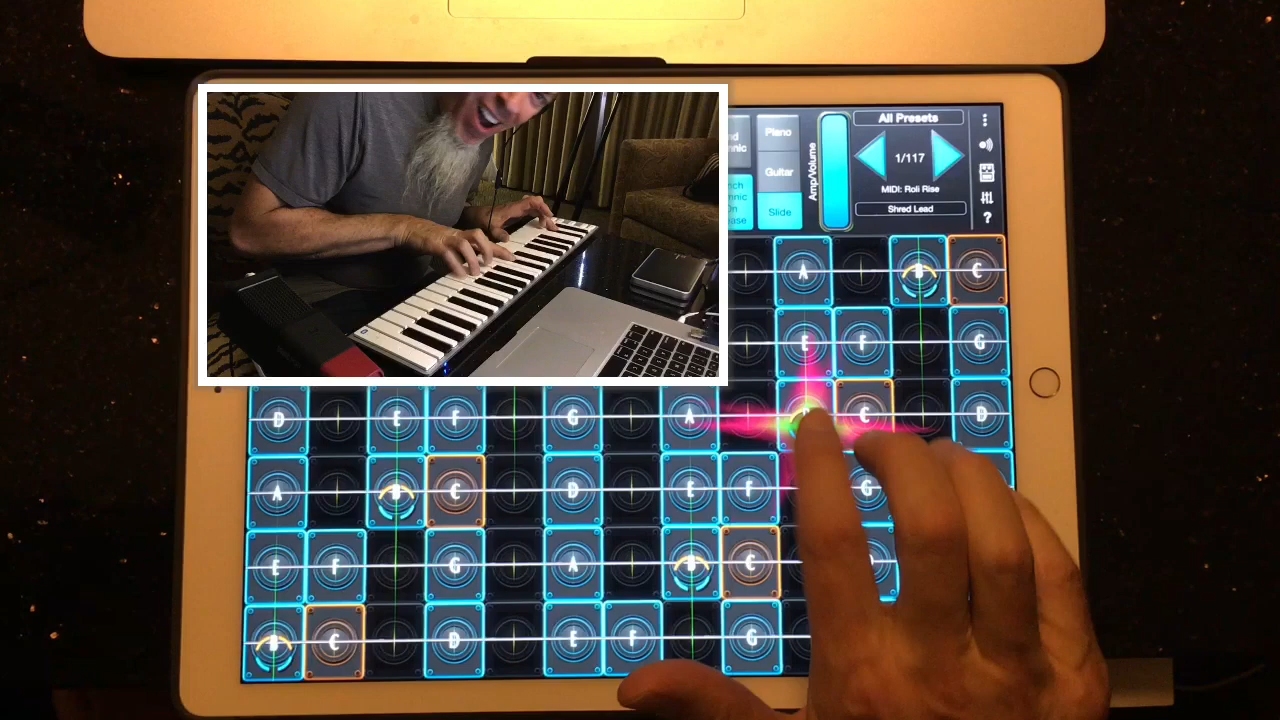 All Presets
Piano
Guitar
Slide
Amp/Volume
1/117
MIDI: Roli Rise
Shred Lead
?
A B C
E F G
D E F G A C D
A B C D E F G
E F G A B C
B C D E F G